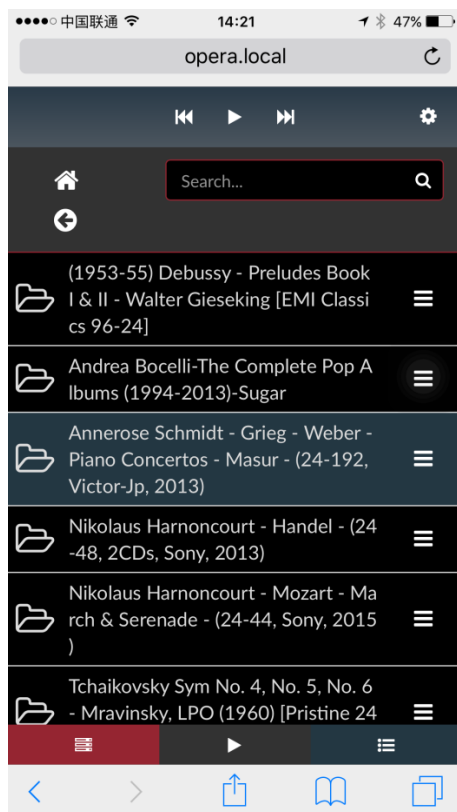 中国联通 14:21 47%
opera.local
Search...
(1953-55) Debussy - Preludes Book
I & II - Walter Gieseking [EMI Classi
cs 96-24]
Andrea Bocelli-The Complete Pop A
lbums (1994-2013)-Sugar
Annerose Schmidt - Grieg - Weber -
Piano Concertos - Masur - (24-192,
Victor-Jp, 2013)
Nikolaus Harnoncourt - Handel - (24
-48, 2CDs, Sony, 2013)
Nikolaus Harnoncourt - Mozart - Ma
rch & Serenade - (24-44, Sony, 2015
)
Tchaikovsky Sym No. 4, No. 5, No. 6
- Mravinsky, LPO (1960) [Pristine 24